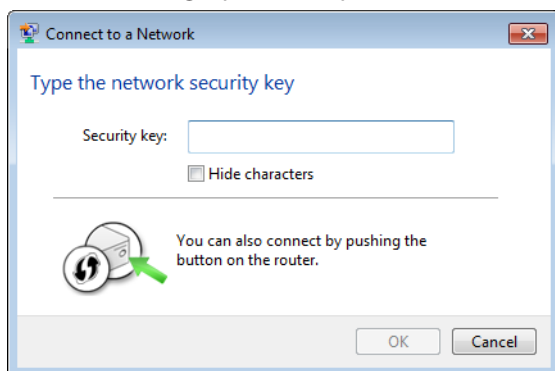 Connect to a Network
Type the network security key
Security key:
Hide characters
You can also connect by pushing the
button on the router.
OK
Cancel